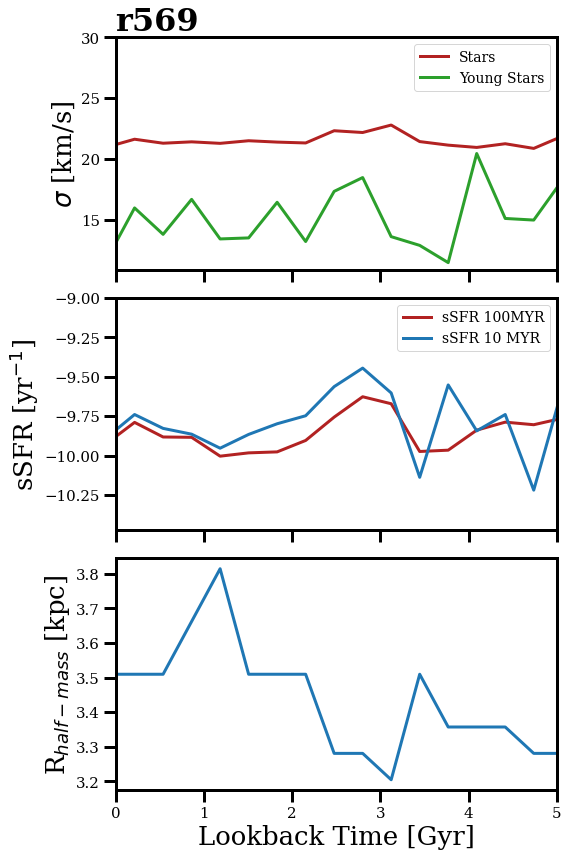 r569
30
25
20
15
σ [km/s]
Stars
Young Stars
−9.00
−9.25
−9.50
−9.75
−10.00
−10.25
sSFR [yr⁻¹]
sSFR 100MYR
sSFR 10 MYR
3.8
3.7
3.6
3.5
3.4
3.3
3.2
R_half−mass [kpc]
0 1 2 3 4 5
Lookback Time [Gyr]